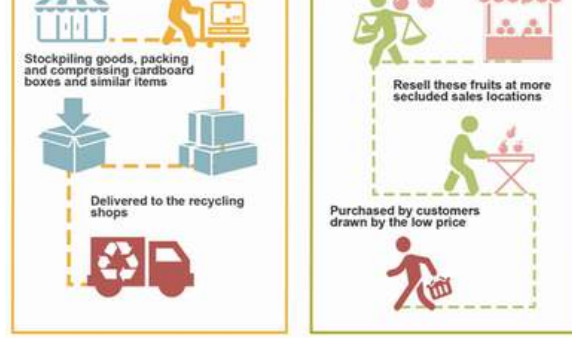 Stockpiling goods, packing
and compressing cardboard
boxes and similar items
Delivered to the recycling
shops
Resell these fruits at more
secluded sales locations
Purchased by customers
drawn by the low price